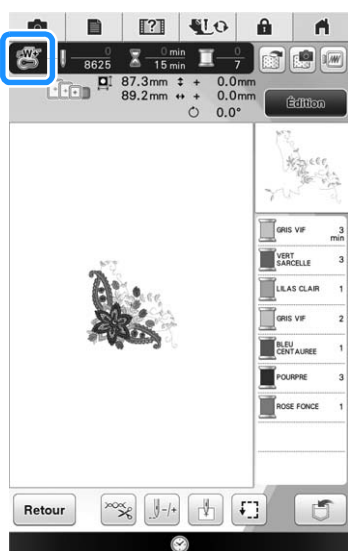 W+
0
8625
0 min
15 min
0
7
87.3mm
+ 0.0mm
89.2mm
+ 0.0mm
0.0°
Édition
GRIS VIF 3
min
VERT
SARCELLE 3
LILAS CLAIR 1
GRIS VIF 2
BLEU
CENTAUREE 1
POURPRE 3
ROSE FONCE 1
Retour
-/+